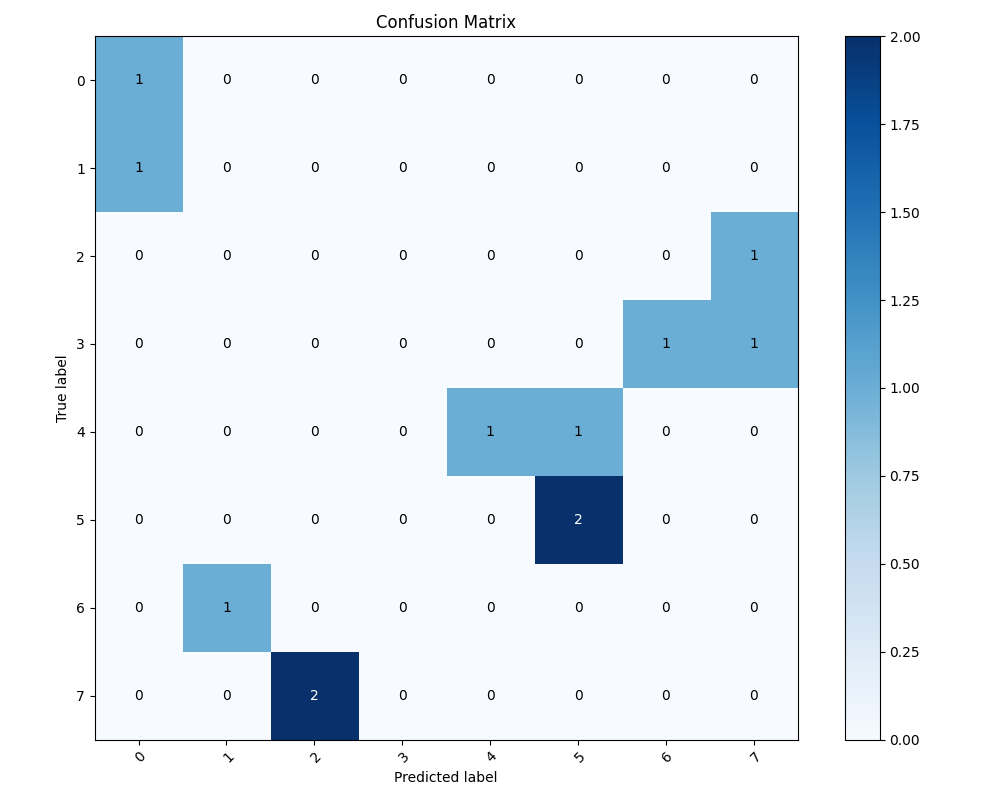 Confusion Matrix
0 1 0 0 0 0 0 0 0
1 1 0 0 0 0 0 0 0
2 0 0 0 0 0 0 0 1
3 0 0 0 0 0 0 1 1
4 0 0 0 0 1 1 0 0
5 0 0 0 0 0 2 0 0
6 0 1 0 0 0 0 0 0
7 0 0 2 0 0 0 0 0
0 1 2 3 4 5 6 7
True label
Predicted label
2.00
1.75
1.50
1.25
1.00
0.75
0.50
0.25
0.00